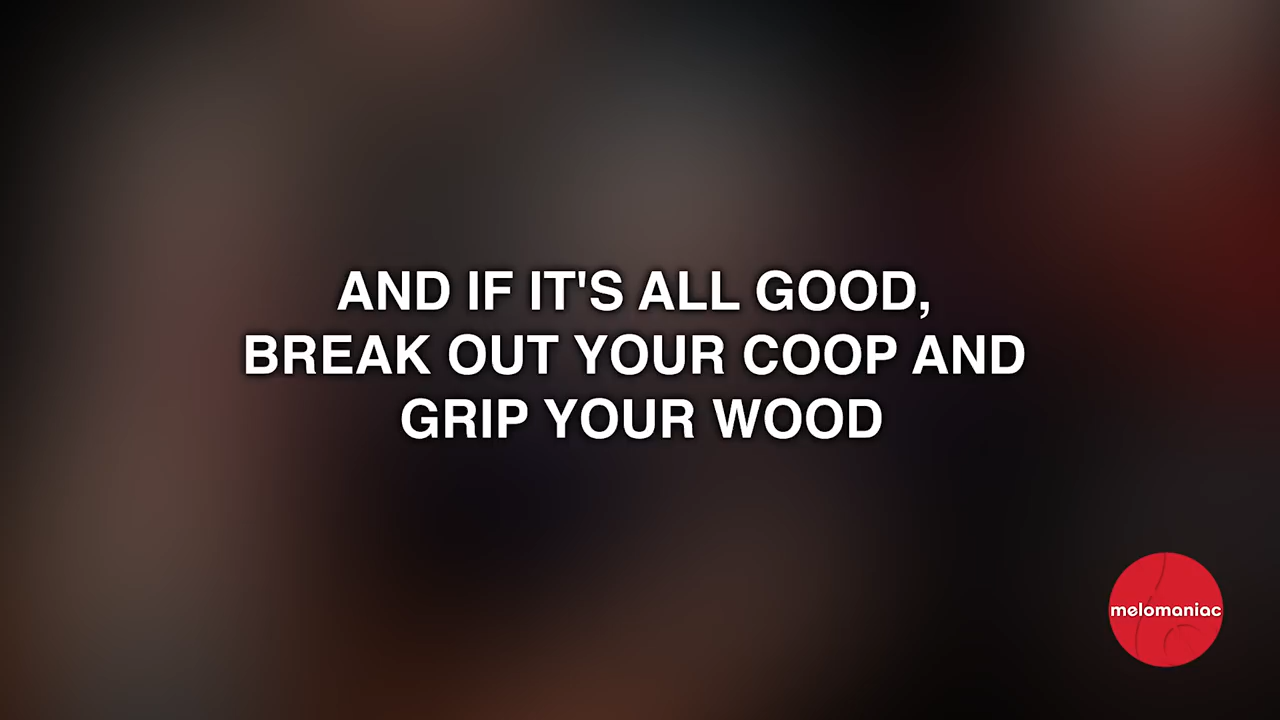 AND IF IT'S ALL GOOD,
BREAK OUT YOUR COOP AND
GRIP YOUR WOOD
melomaniac